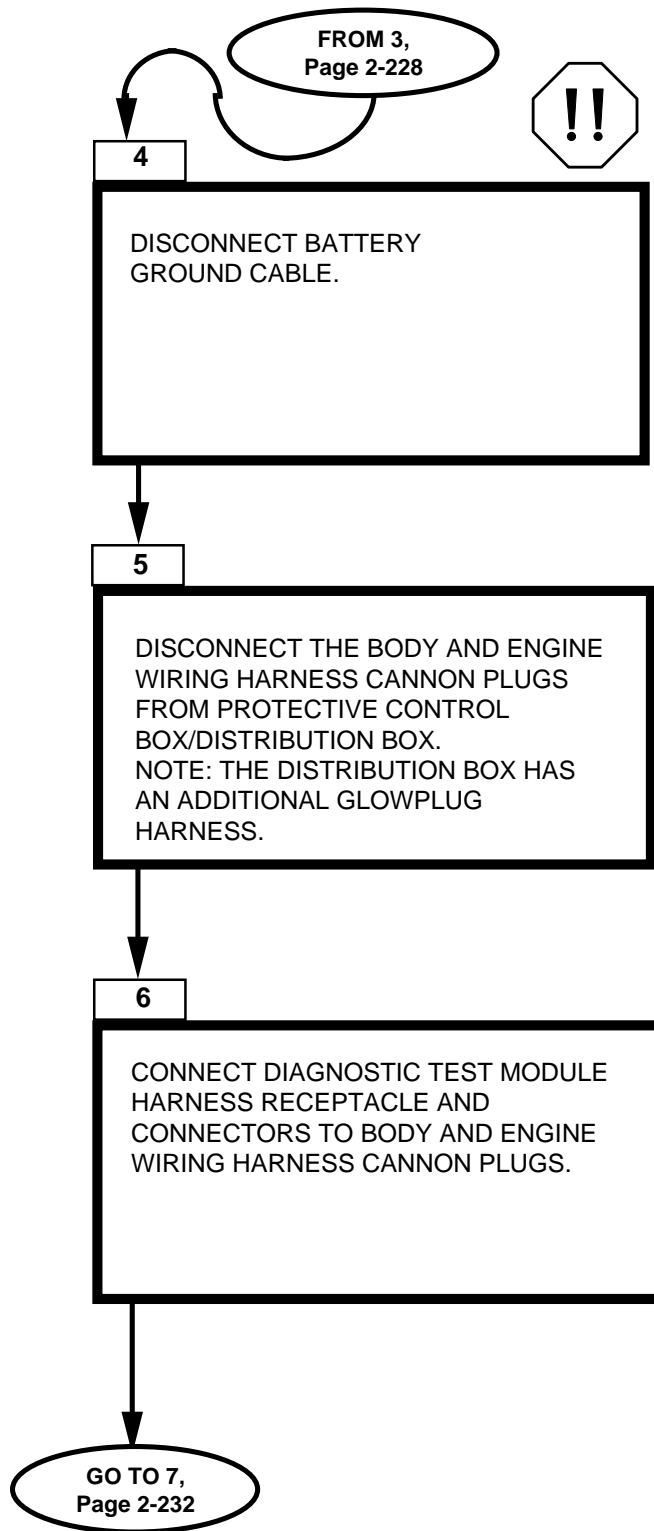 FROM 3,
Page 2-228
!!
4
DISCONNECT BATTERY
GROUND CABLE.
5
DISCONNECT THE BODY AND ENGINE
WIRING HARNESS CANNON PLUGS
FROM PROTECTIVE CONTROL
BOX/DISTRIBUTION BOX.
NOTE: THE DISTRIBUTION BOX HAS
AN ADDITIONAL GLOWPLUG
HARNESS.
6
CONNECT DIAGNOSTIC TEST MODULE
HARNESS RECEPTACLE AND
CONNECTORS TO BODY AND ENGINE
WIRING HARNESS CANNON PLUGS.
GO TO 7,
Page 2-232